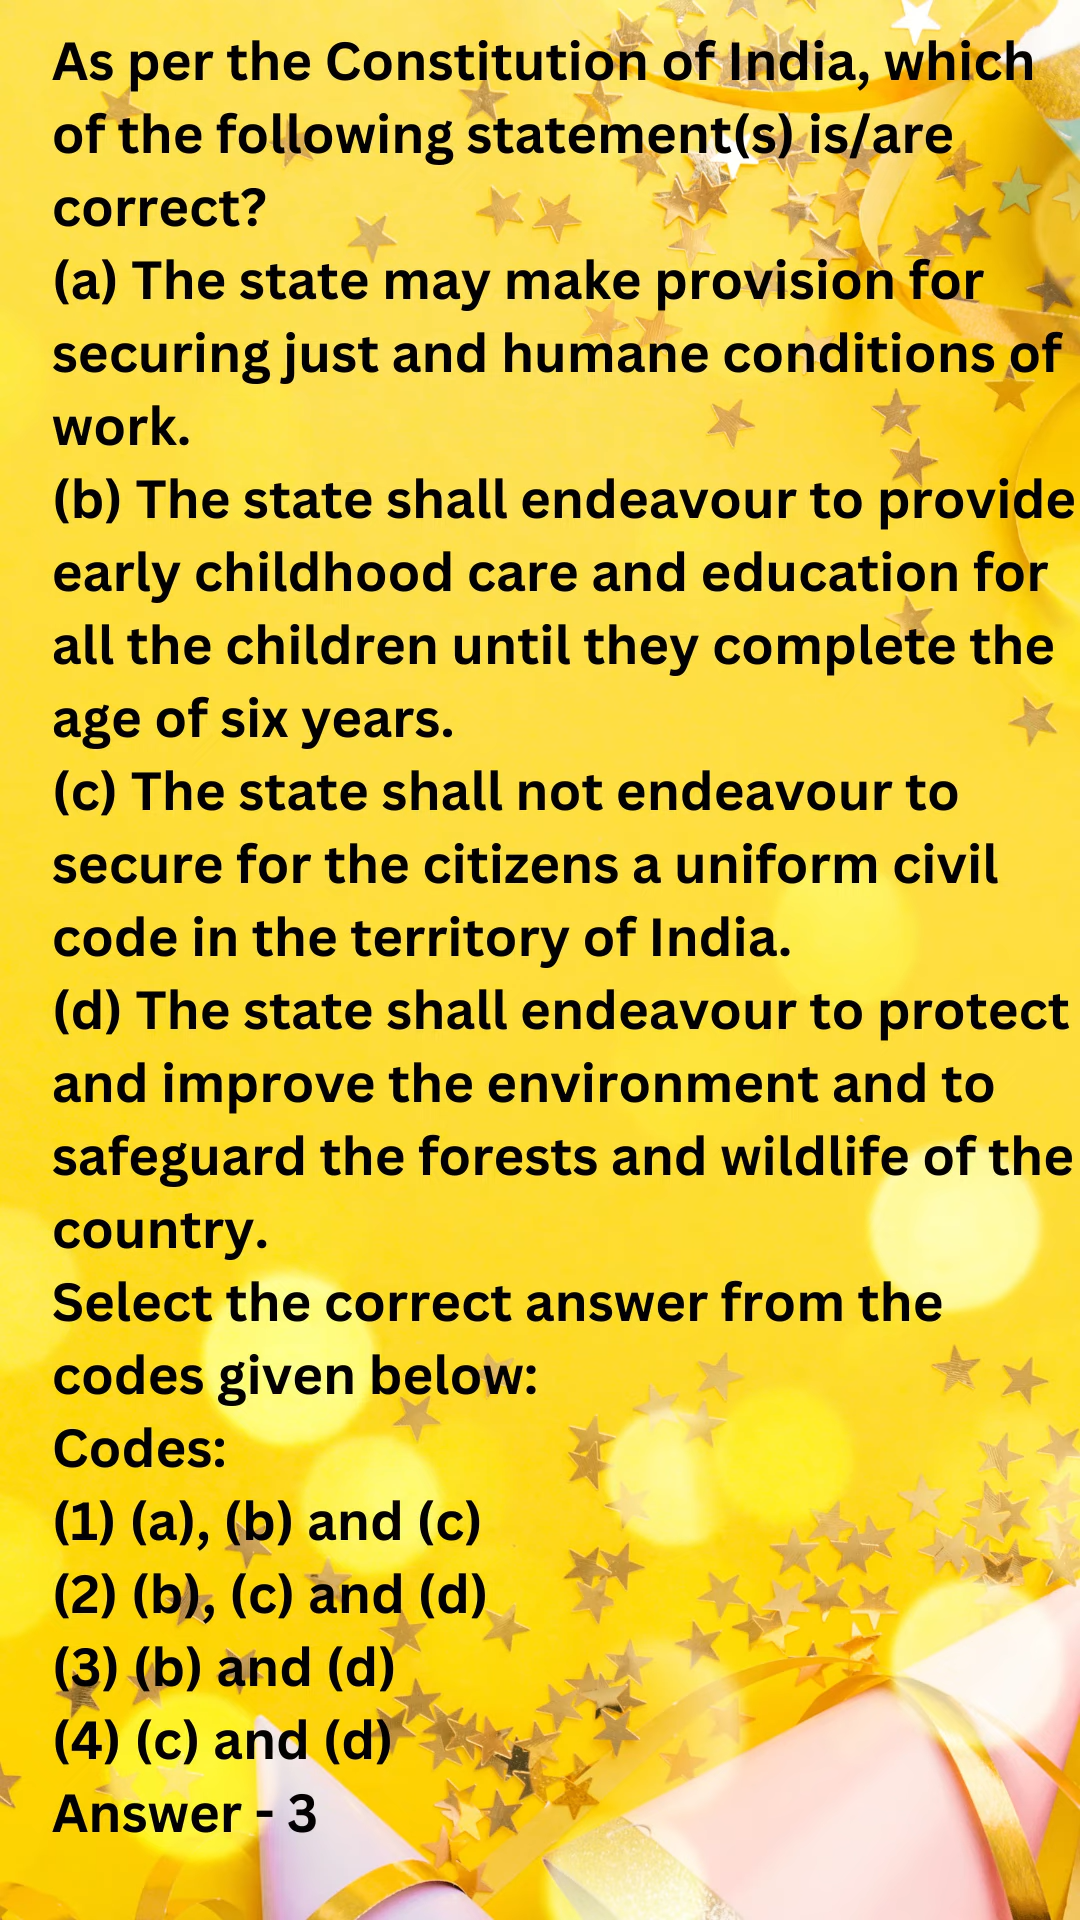 As per the Constitution of India, which
of the following statement(s) is/are
correct?
(a) The state may make provision for
securing just and humane conditions of
work.
(b) The state shall endeavour to provide
early childhood care and education for
all the children until they complete the
age of six years.
(c) The state shall not endeavour to
secure for the citizens a uniform civil
code in the territory of India.
(d) The state shall endeavour to protect
and improve the environment and to
safeguard the forests and wildlife of the
country.
Select the correct answer from the
codes given below:
Codes:
(1) (a), (b) and (c)
(2) (b), (c) and (d)
(3) (b) and (d)
(4) (c) and (d)
Answer - 3